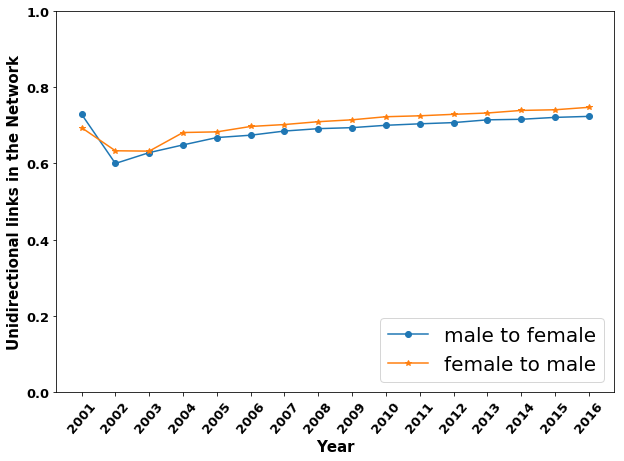 Unidirectional links in the Network
1.0
0.8
0.6
0.4
0.2
0.0
male to female
female to male
2001 2002 2003 2004 2005 2006 2007 2008 2009 2010 2011 2012 2013 2014 2015 2016
Year